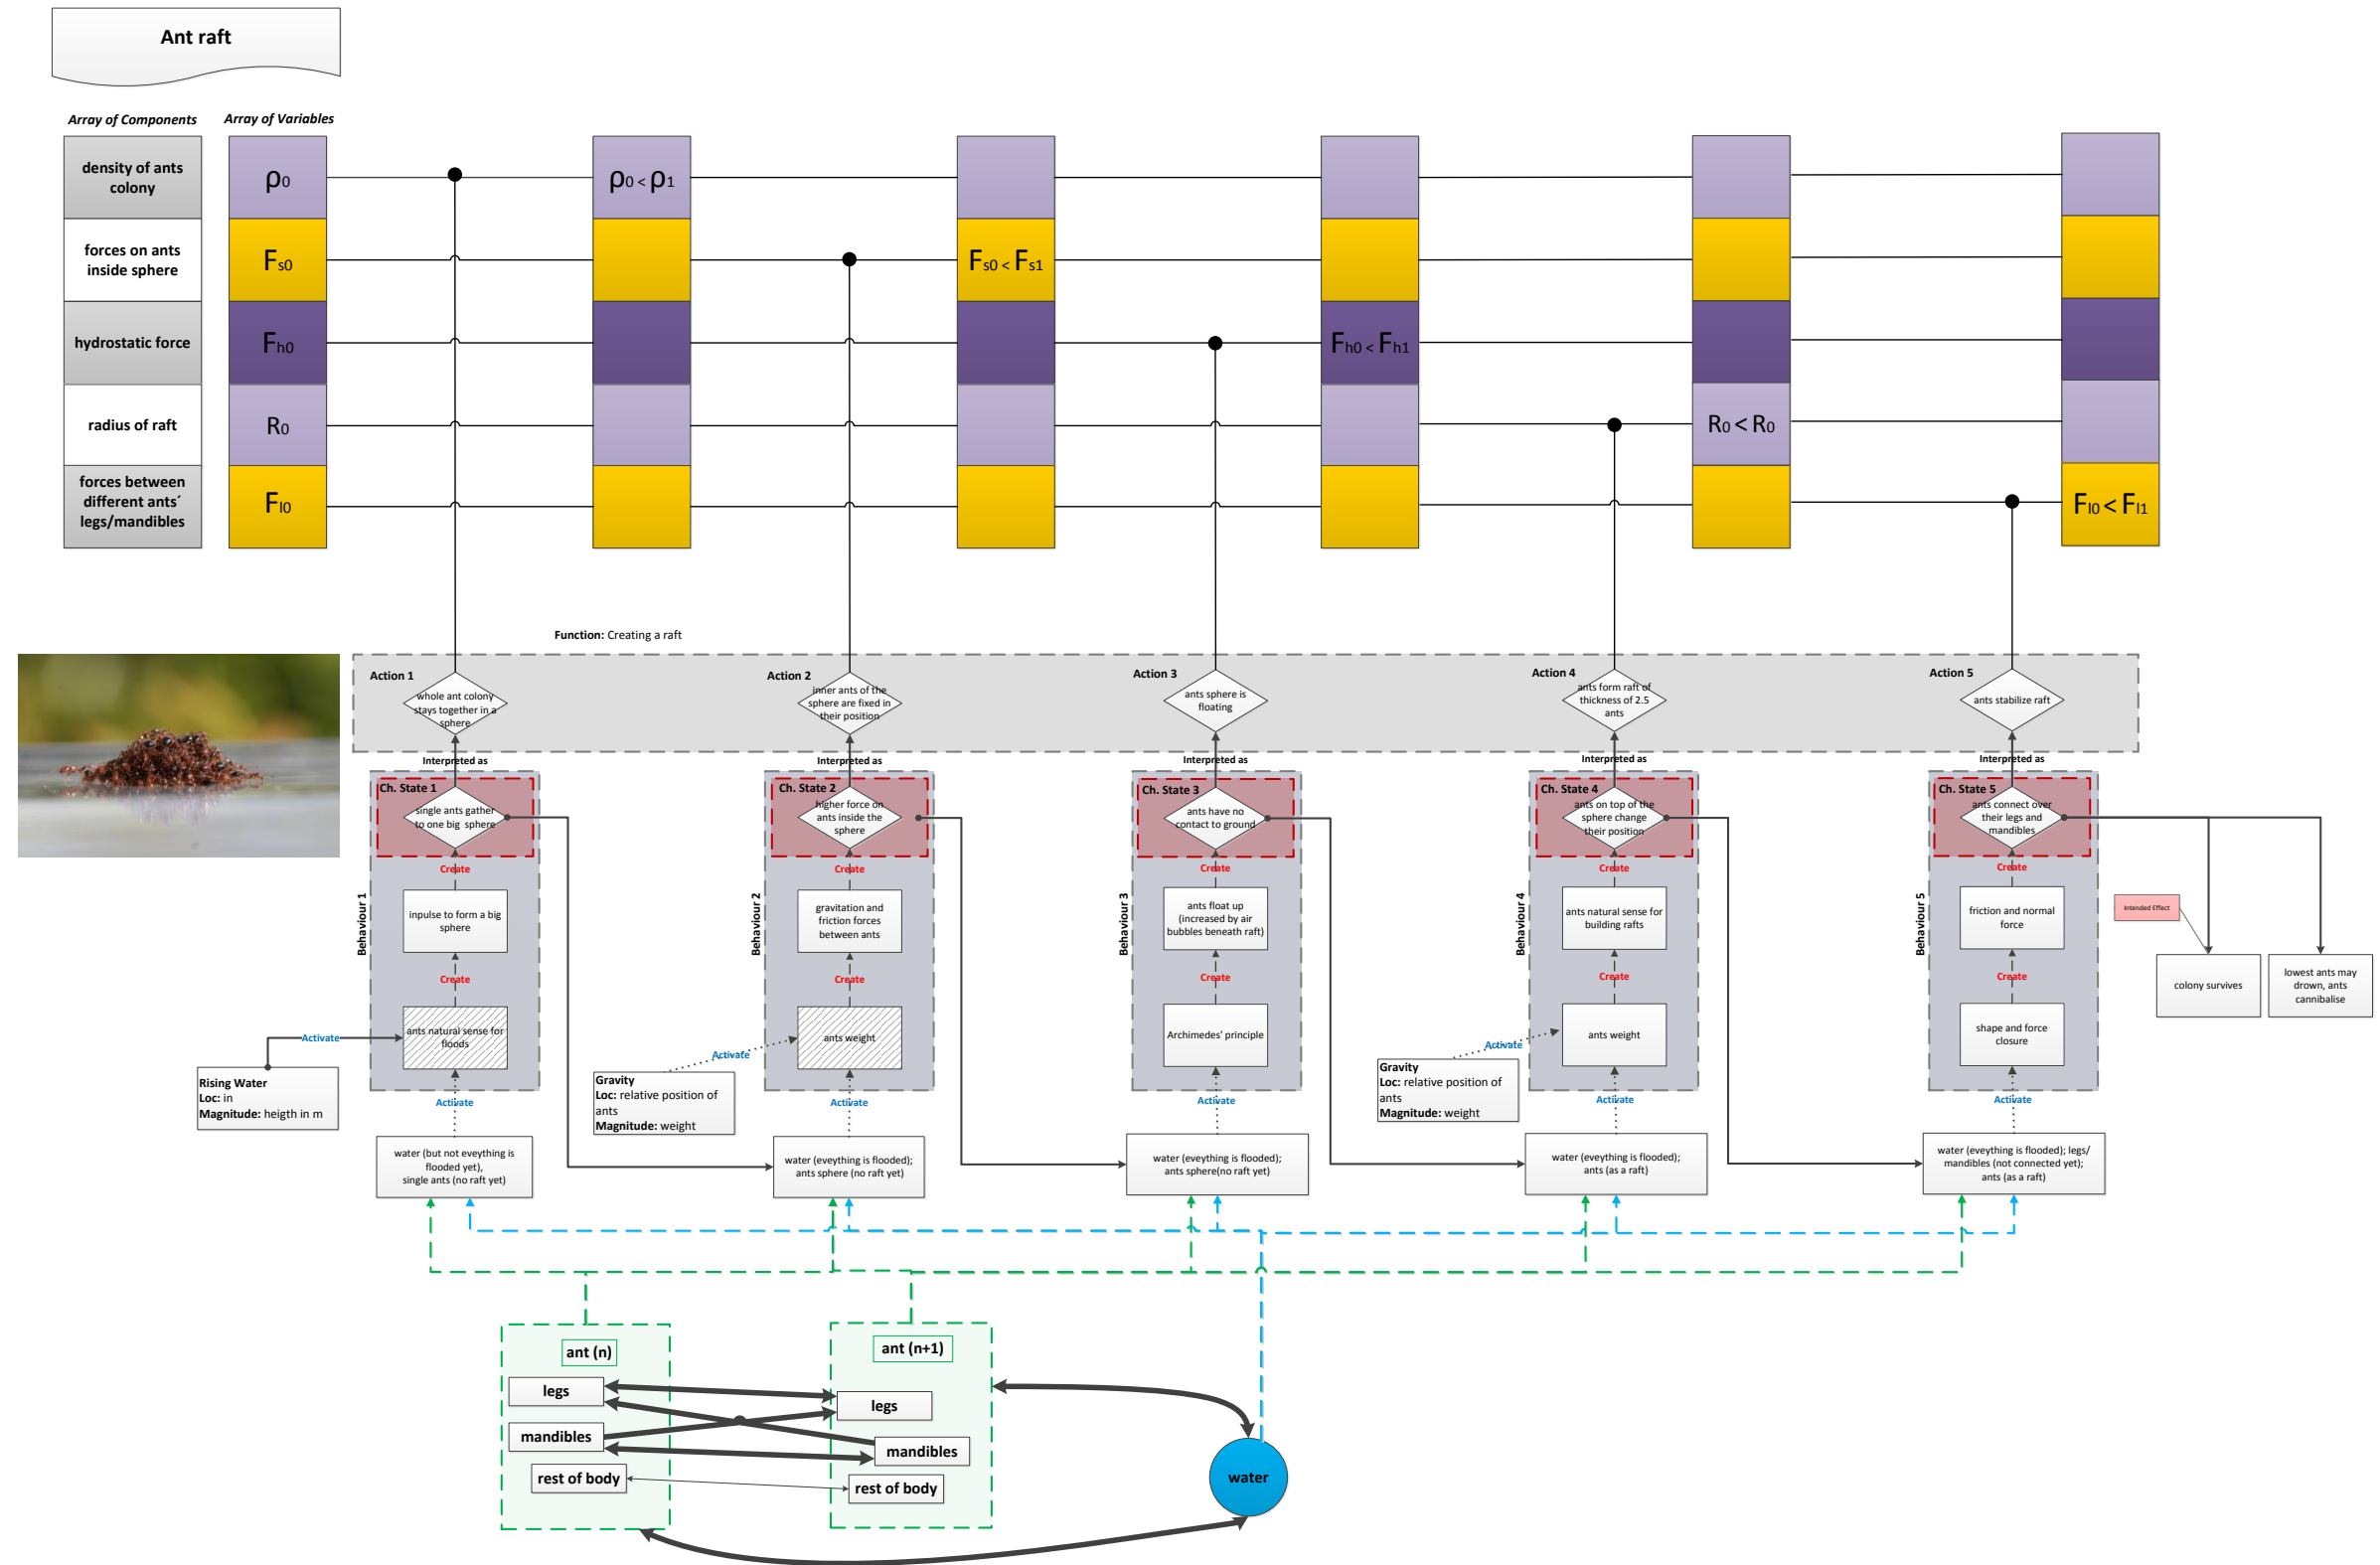 Ant raft
Array of Components
Array of Variables
density of ants
colony
ρ0
ρ0 < ρ1
forces on ants
inside sphere
Fs0
Fs0 < Fs1
hydrostatic force
Fh0
Fh0 < Fh1
radius of raft
R0
R0 < R0
forces between
different ants´
legs/mandibles
Fl0
Fl0 < Fl1
Function: Creating a raft
Action 1
whole ant colony
stays together in a
sphere
Action 2
inner ants of the
sphere are fixed in
their position
Action 3
ants sphere is
floating
Action 4
ants form raft of
thickness of 2.5
ants
Action 5
ants stabilize raft
Interpreted as
Interpreted as
Interpreted as
Interpreted as
Interpreted as
Behaviour 1
Ch. State 1
single ants gather
to one big sphere
Create
inpulse to form a big
sphere
Create
ants natural sense for
floods
Activate
Rising Water
Loc: in
Magnitude: heigth in m
Activate
water (but not eveything is
flooded yet),
single ants (no raft yet)
Behaviour 2
Ch. State 2
higher force on
ants inside the
sphere
Create
gravitation and
friction forces
between ants
Create
ants weight
Activate
Gravity
Loc: relative position of
ants
Magnitude: weight
Activate
water (eveything is flooded);
ants sphere (no raft yet)
Behaviour 3
Ch. State 3
ants have no
contact to ground
Create
ants float up
(increased by air
bubbles beneath raft)
Create
Archimedes' principle
Activate
water (eveything is flooded);
ants sphere(no raft yet)
Behaviour 4
Ch. State 4
ants on top of the
sphere change
their position
Create
ants natural sense for
building rafts
Create
ants weight
Activate
Gravity
Loc: relative position of
ants
Magnitude: weight
Activate
water (eveything is flooded);
ants (as a raft)
Behaviour 5
Ch. State 5
ants connect over
their legs and
mandibles
Create
friction and normal
force
Create
shape and force
closure
Activate
water (eveything is flooded); legs/
mandibles (not connected yet);
ants (as a raft)
Intended Effect
colony survives
lowest ants may
drown, ants
cannibalise
ant (n)
legs
mandibles
rest of body
ant (n+1)
legs
mandibles
rest of body
water